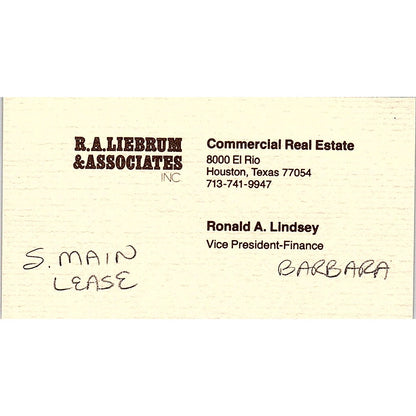 R.A.LIEBRUM
&ASSOCIATES
INC
Commercial Real Estate
8000 El Rio
Houston, Texas 77054
713-741-9947
Ronald A. Lindsey
Vice President-Finance
S. MAIN
LEASE
BARBARA